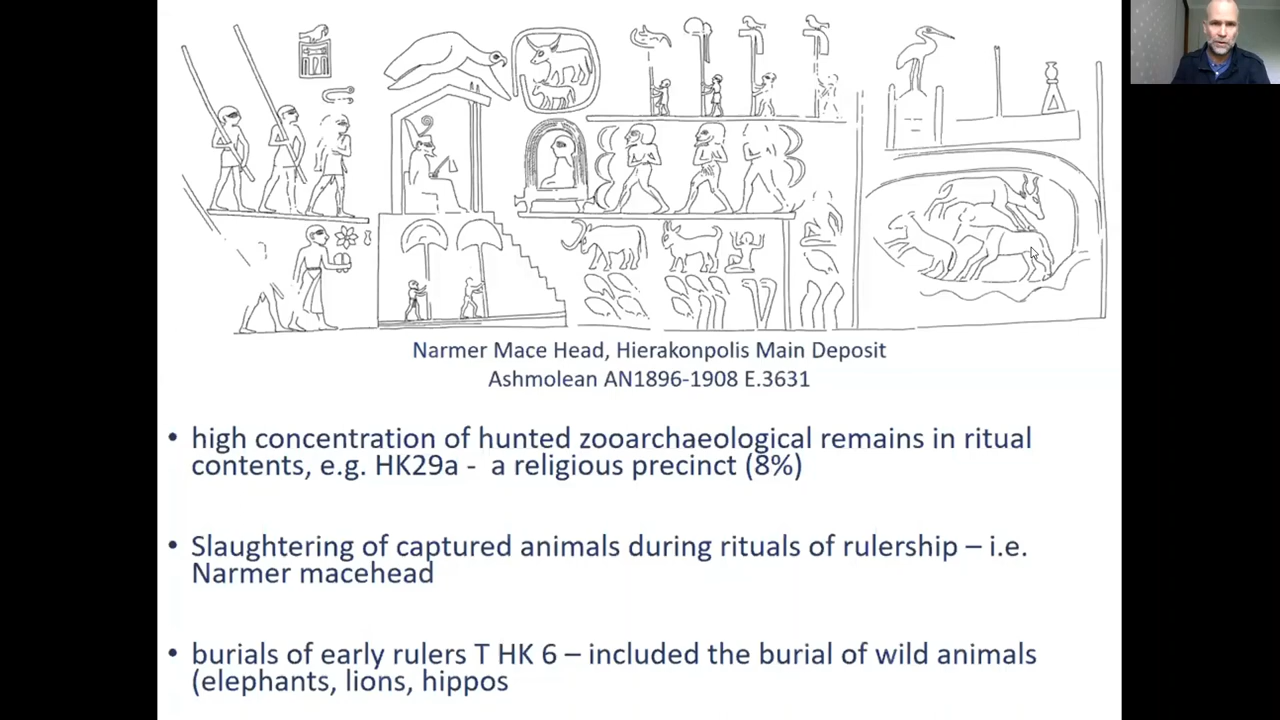 Narmer Mace Head, Hierakonpolis Main Deposit
Ashmolean AN1896-1908 E.3631
• high concentration of hunted zooarchaeological remains in ritual
contents, e.g. HK29a - a religious precinct (8%)
• Slaughtering of captured animals during rituals of rulership – i.e.
Narmer macehead
• burials of early rulers T HK 6 – included the burial of wild animals
(elephants, lions, hippos